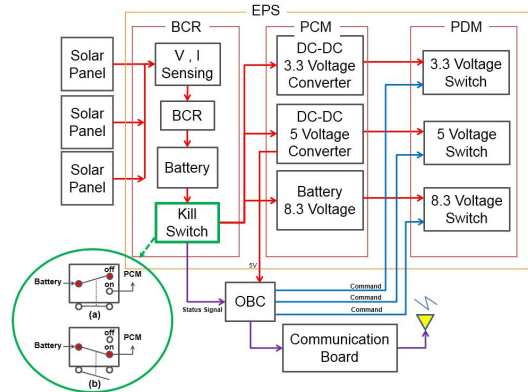 EPS
BCR
PCM
PDM
Solar
Panel
Solar
Panel
Solar
Panel
V , I
Sensing
BCR
Battery
Kill
Switch
DC-DC
3.3 Voltage
Converter
DC-DC
5 Voltage
Converter
Battery
8.3 Voltage
3.3 Voltage
Switch
5 Voltage
Switch
8.3 Voltage
Switch
5V
Status Signal
OBC
Command
Command
Command
Communication
Board
off
on
Battery
PCM
(a)
off
on
Battery
PCM
(b)